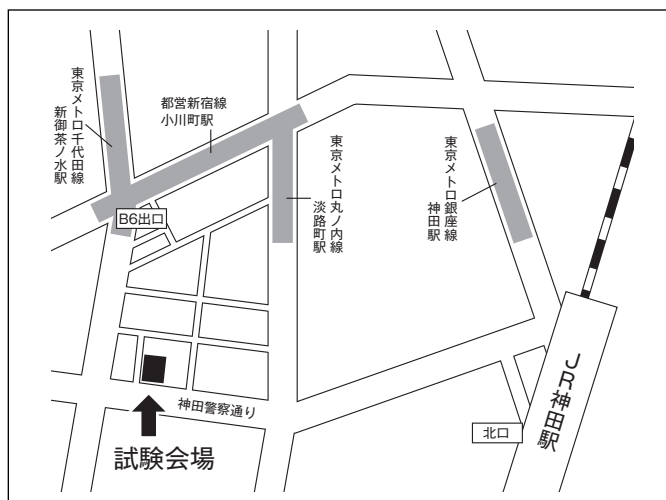 東京メトロ千代田線
新御茶ノ水駅
都営新宿線
小川町駅
東京メトロ丸ノ内線
淡路町駅
東京メトロ銀座線
神田駅
B6出口
神田警察通り
試験会場
北口
JR神田駅